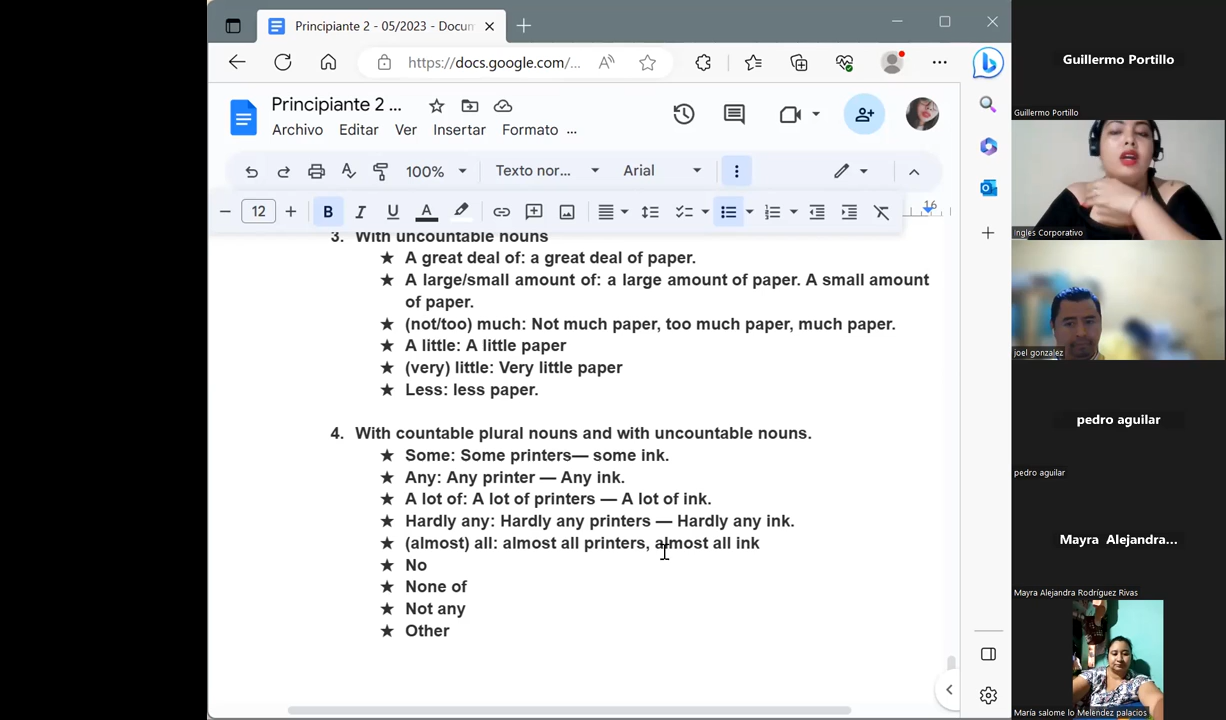 Principiante 2 - 05/2023 - Docum
https://docs.google.com/...
Principiante 2 ...
Archivo Editar Ver Insertar Formato ...
100% Texto nor... Arial
12 B I U A 16
3. With uncountable nouns
★ A great deal of: a great deal of paper.
★ A large/small amount of: a large amount of paper. A small amount
of paper.
★ (not/too) much: Not much paper, too much paper, much paper.
★ A little: A little paper
★ (very) little: Very little paper
★ Less: less paper.
4. With countable plural nouns and with uncountable nouns.
★ Some: Some printers— some ink.
★ Any: Any printer — Any ink.
★ A lot of: A lot of printers — A lot of ink.
★ Hardly any: Hardly any printers — Hardly any ink.
★ (almost) all: almost all printers, almost all ink
★ No
★ None of
★ Not any
★ Other
Guillermo Portillo
Guillermo Portillo
Ingles Corporativo
joel gonzalez
pedro aguilar
pedro aguilar
Mayra Alejandra...
Mayra Alejandra Rodríguez Rivas
María salome lo Melendez palacios